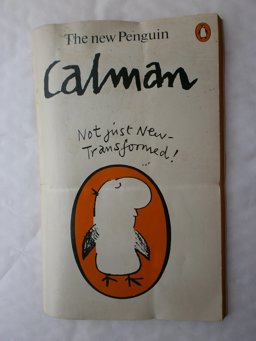 The new Penguin
Calman
Not just New-
Transformed!
...